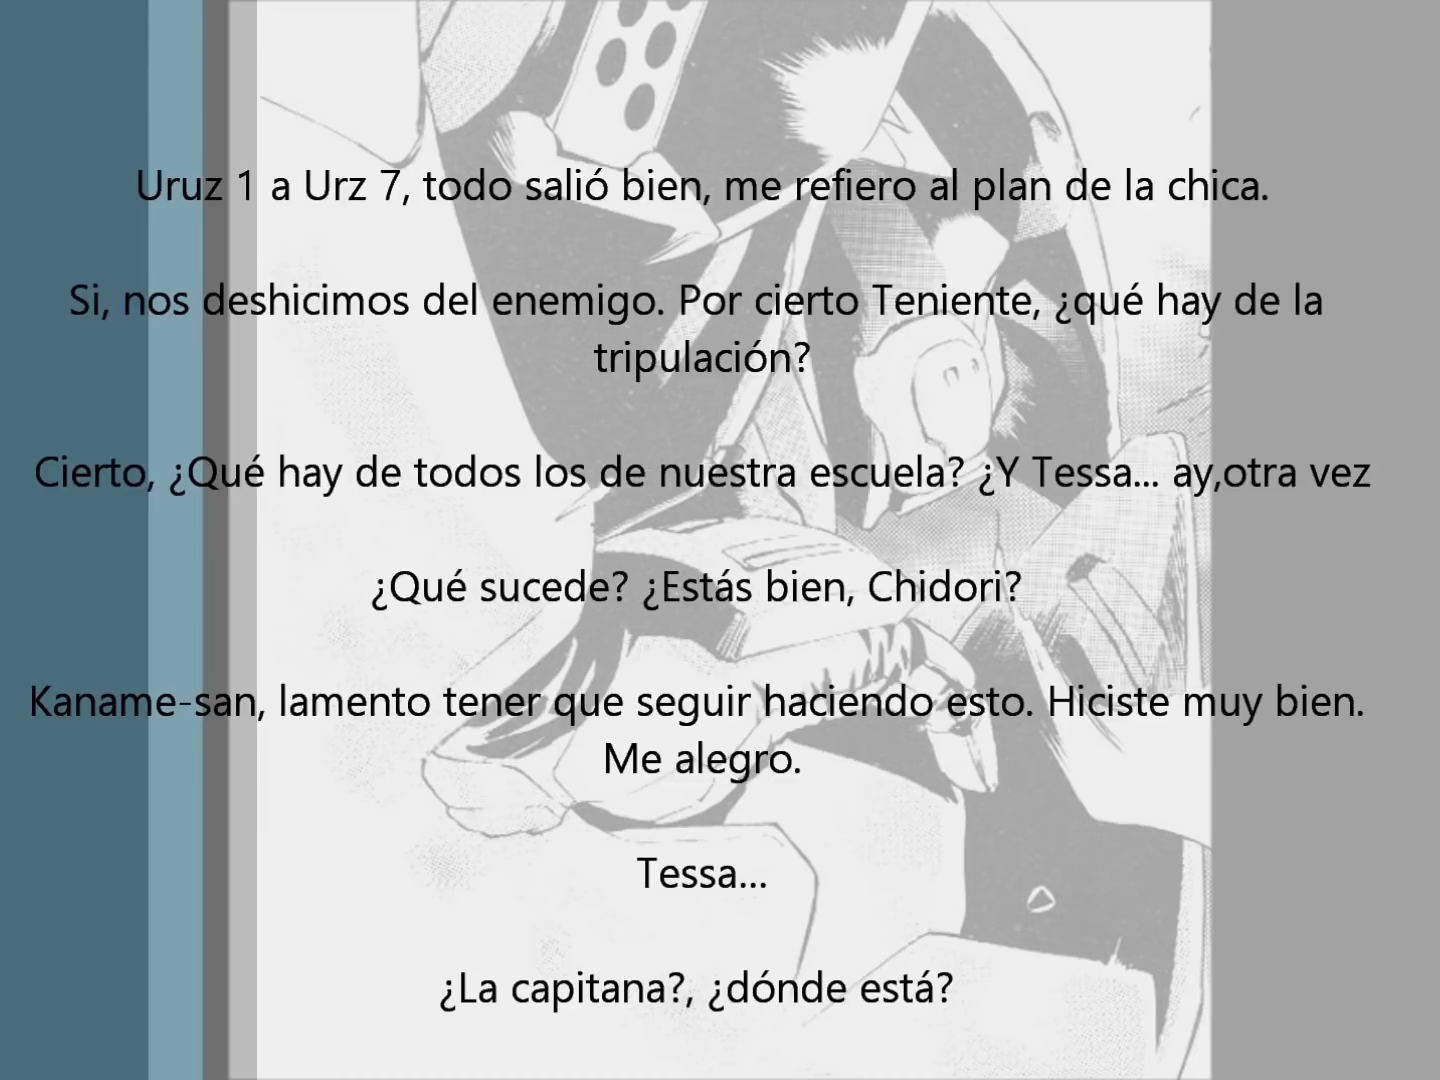 Uruz 1 a Urz 7, todo salió bien, me refiero al plan de la chica.
Si, nos deshicimos del enemigo. Por cierto Teniente, ¿qué hay de la
tripulación?
Cierto, ¿Qué hay de todos los de nuestra escuela? ¿Y Tessa... ay,otra vez
¿Qué sucede? ¿Estás bien, Chidori?
Kaname-san, lamento tener que seguir haciendo esto. Hiciste muy bien.
Me alegro.
Tessa...
¿La capitana?, ¿dónde está?